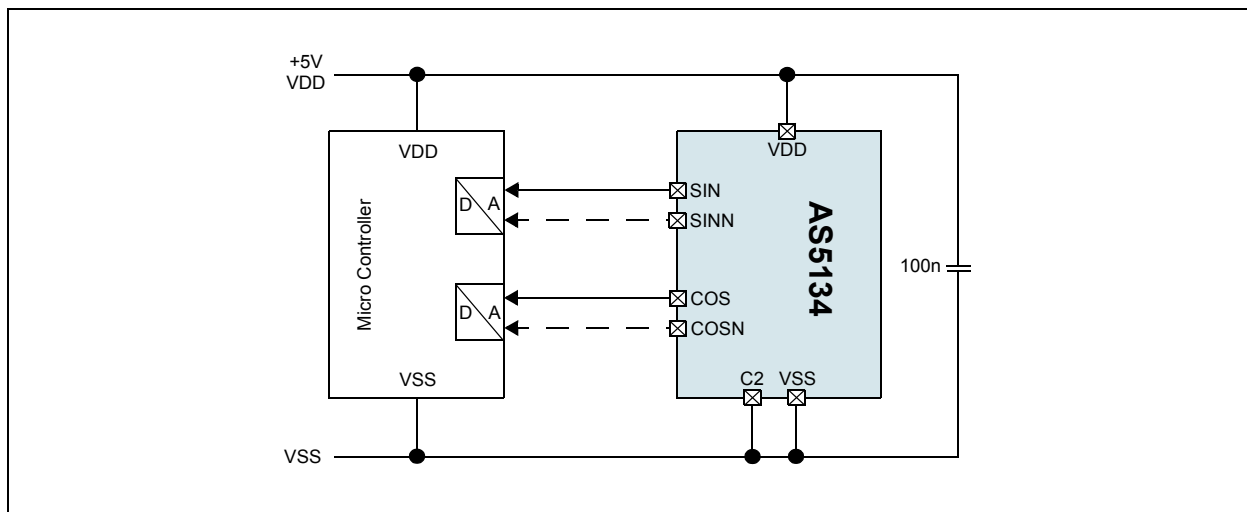 +5V
VDD
VDD
VDD
Micro Controller
D A
SIN
SINN
AS5134
100n
D A
COS
COSN
VSS
C2 VSS
VSS